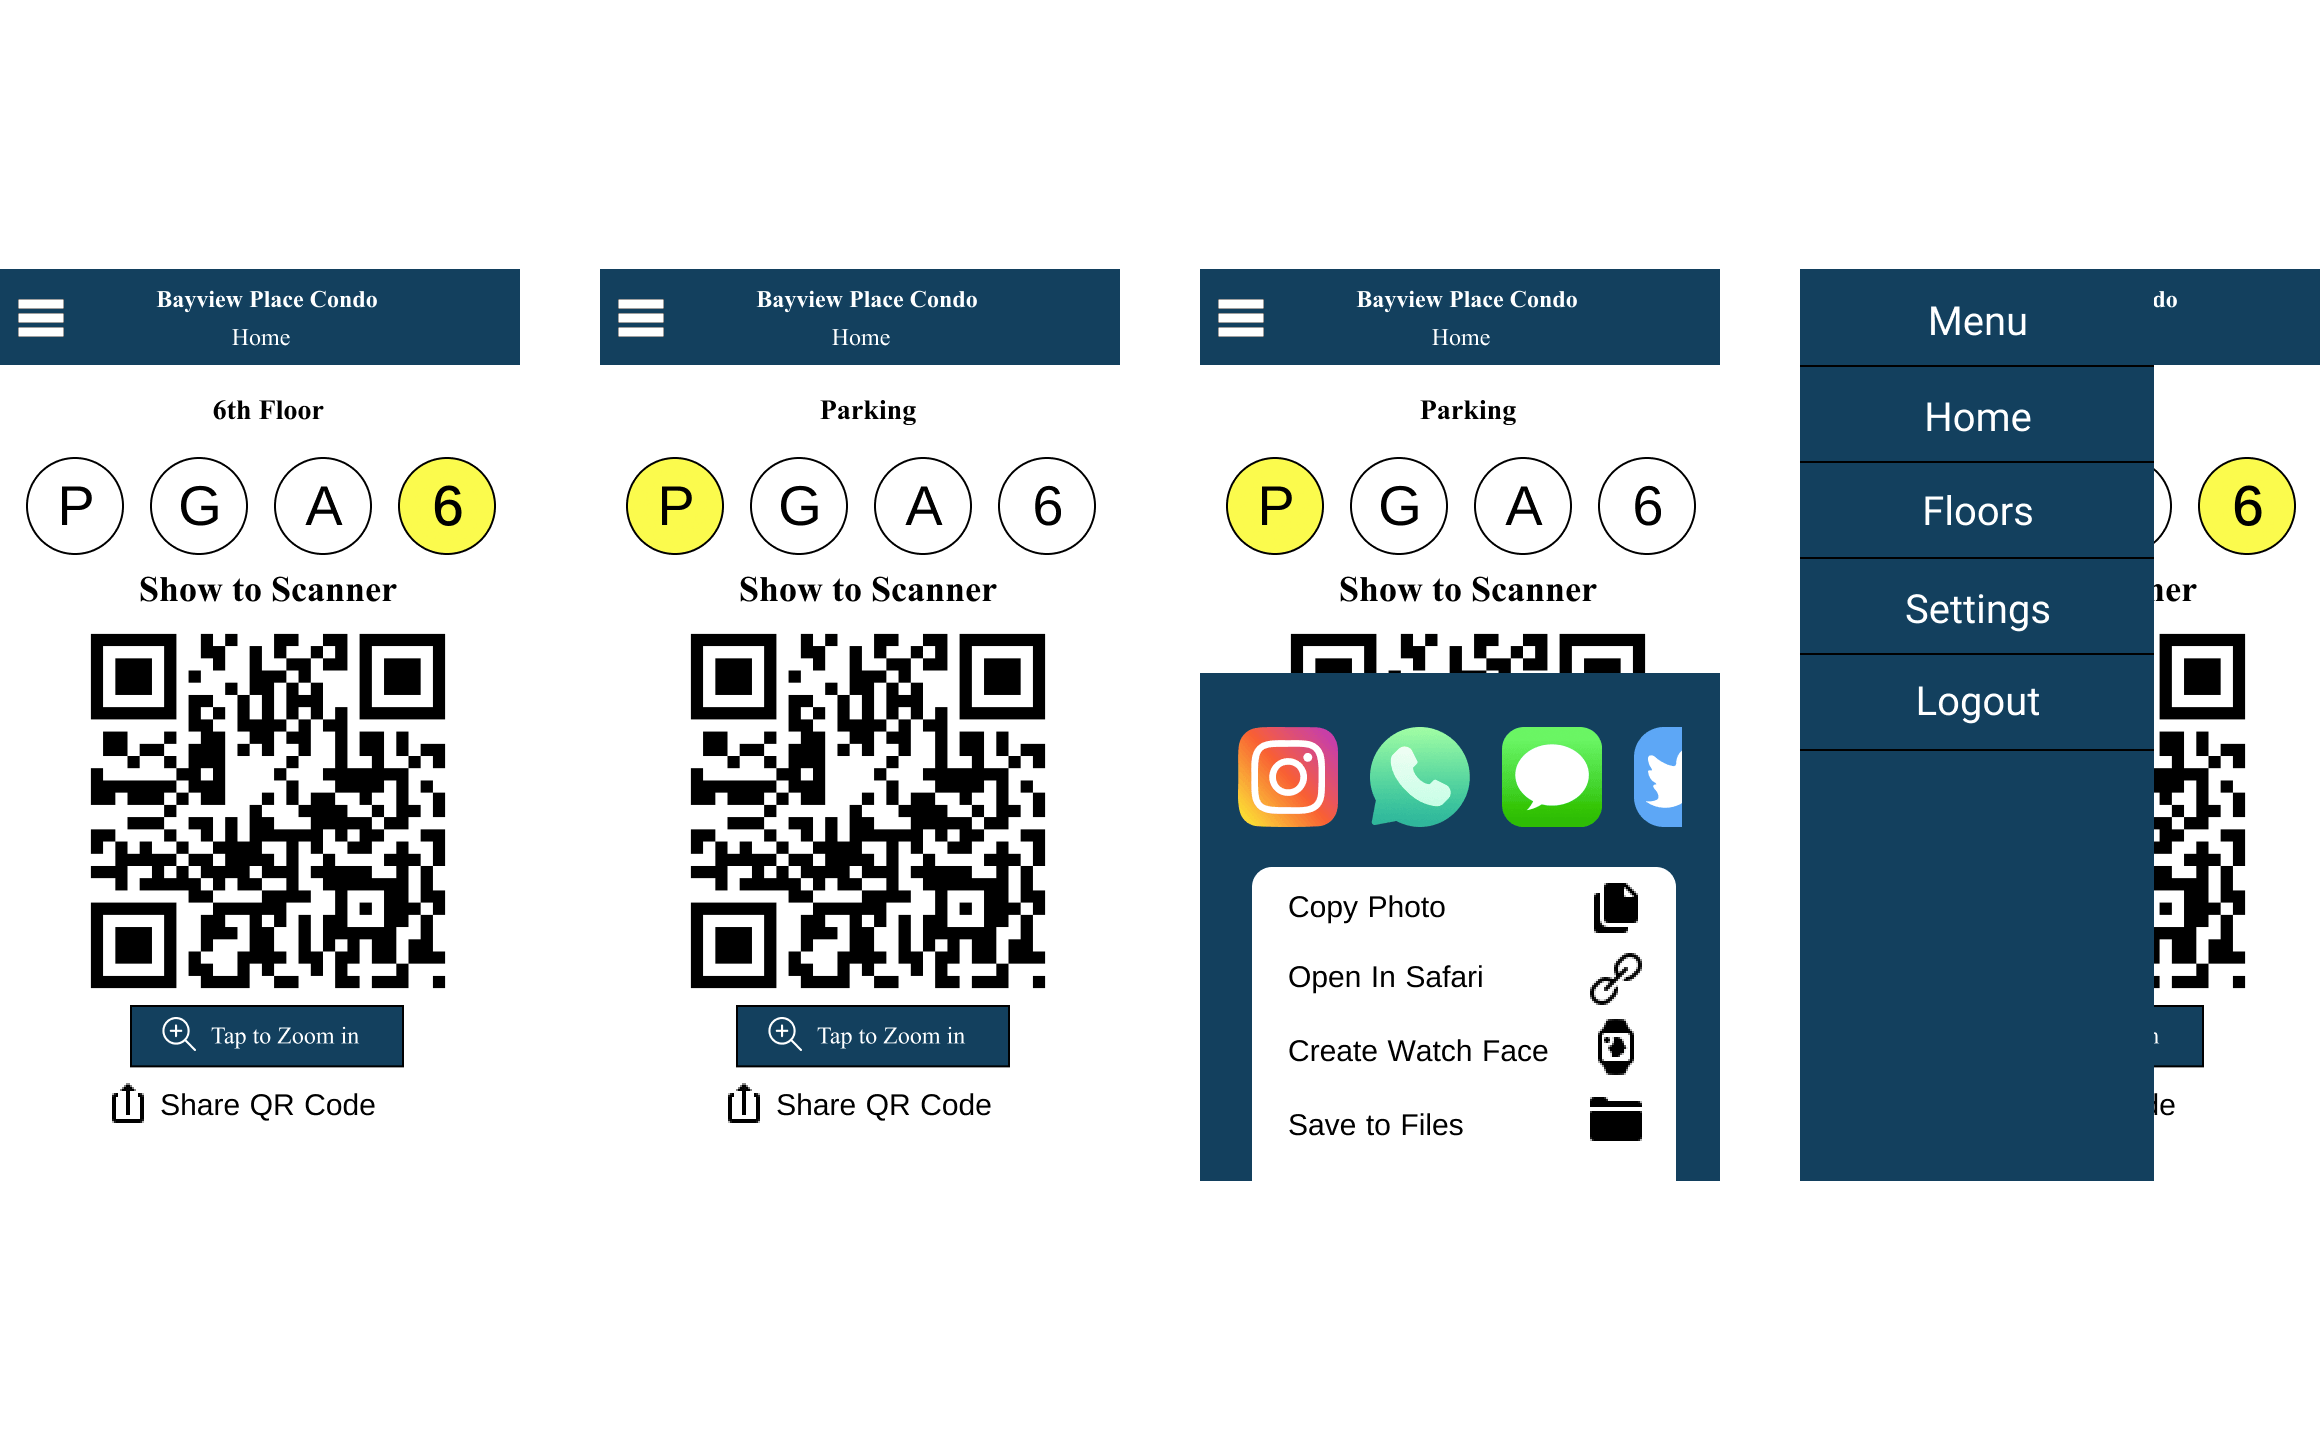 Bayview Place Condo
Home
6th Floor
P G A 6
Show to Scanner
Tap to Zoom in
Share QR Code
Bayview Place Condo
Home
Parking
P G A 6
Show to Scanner
Tap to Zoom in
Share QR Code
Bayview Place Condo
Home
Parking
P G A 6
Show to Scanner
Copy Photo
Open In Safari
Create Watch Face
Save to Files
Menu
Home
Floors
Settings
Logout
do
6
ner
n
de